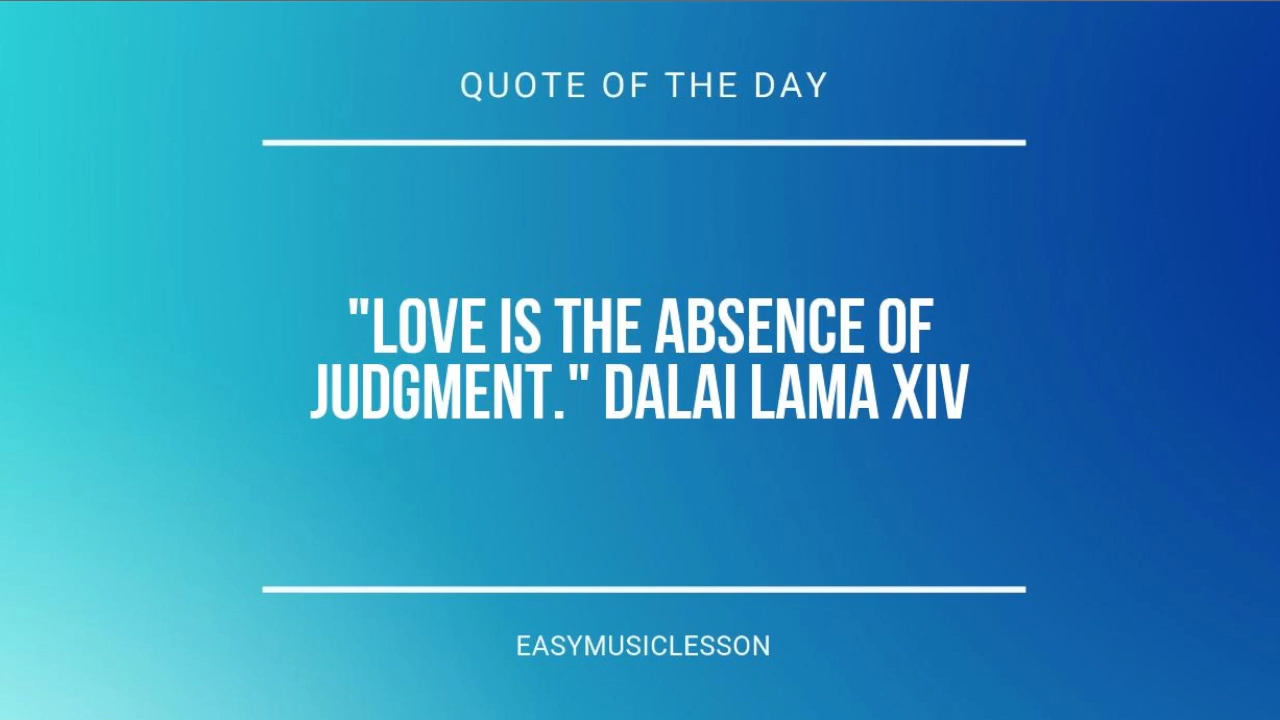 QUOTE OF THE DAY
"LOVE IS THE ABSENCE OF
JUDGMENT." DALAI LAMA XIV
EASYMUSICLESSON